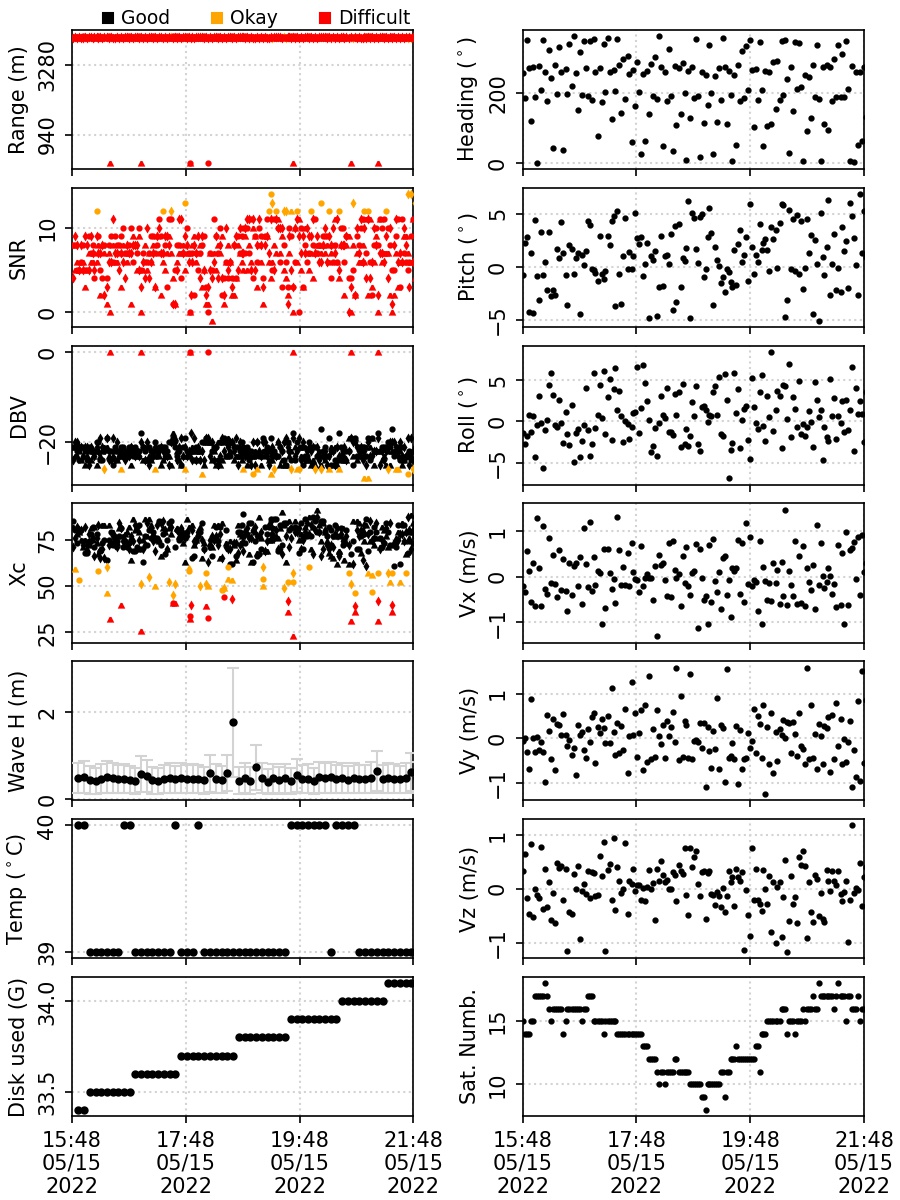 Good Okay Difficult
Range (m)
3280
940
Heading (°)
200
0
SNR
10
0
Pitch (°)
5
0
−5
DBV
0
−20
Roll (°)
5
0
−5
Xc
75
50
25
Vx (m/s)
1
0
−1
Wave H (m)
2
0
Vy (m/s)
1
0
−1
Temp (°C)
40
39
Vz (m/s)
1
0
−1
Disk used (G)
34.0
33.5
Sat. Numb.
15
10
15:48 17:48 19:48 21:48
05/15 05/15 05/15 05/15
2022 2022 2022 2022
15:48 17:48 19:48 21:48
05/15 05/15 05/15 05/15
2022 2022 2022 2022